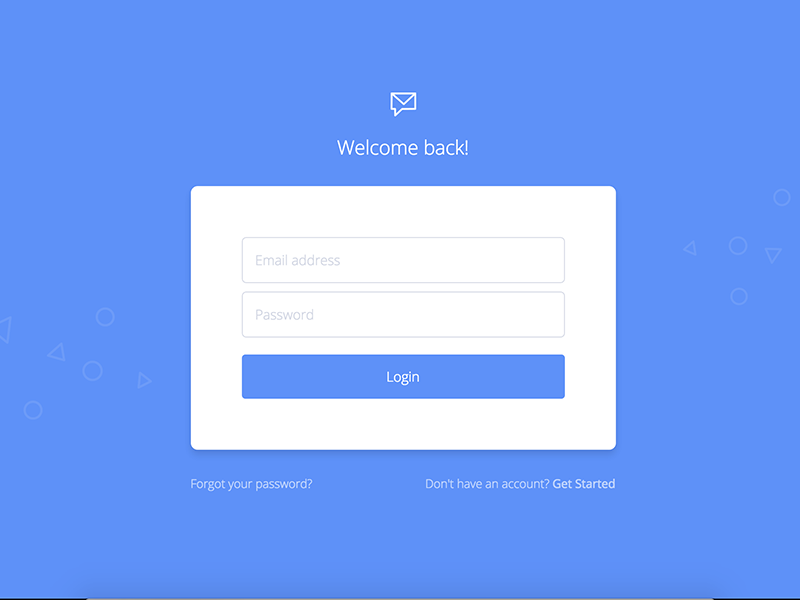 Welcome back!
Email address
Password
Login
Forgot your password?
Don't have an account? Get Started